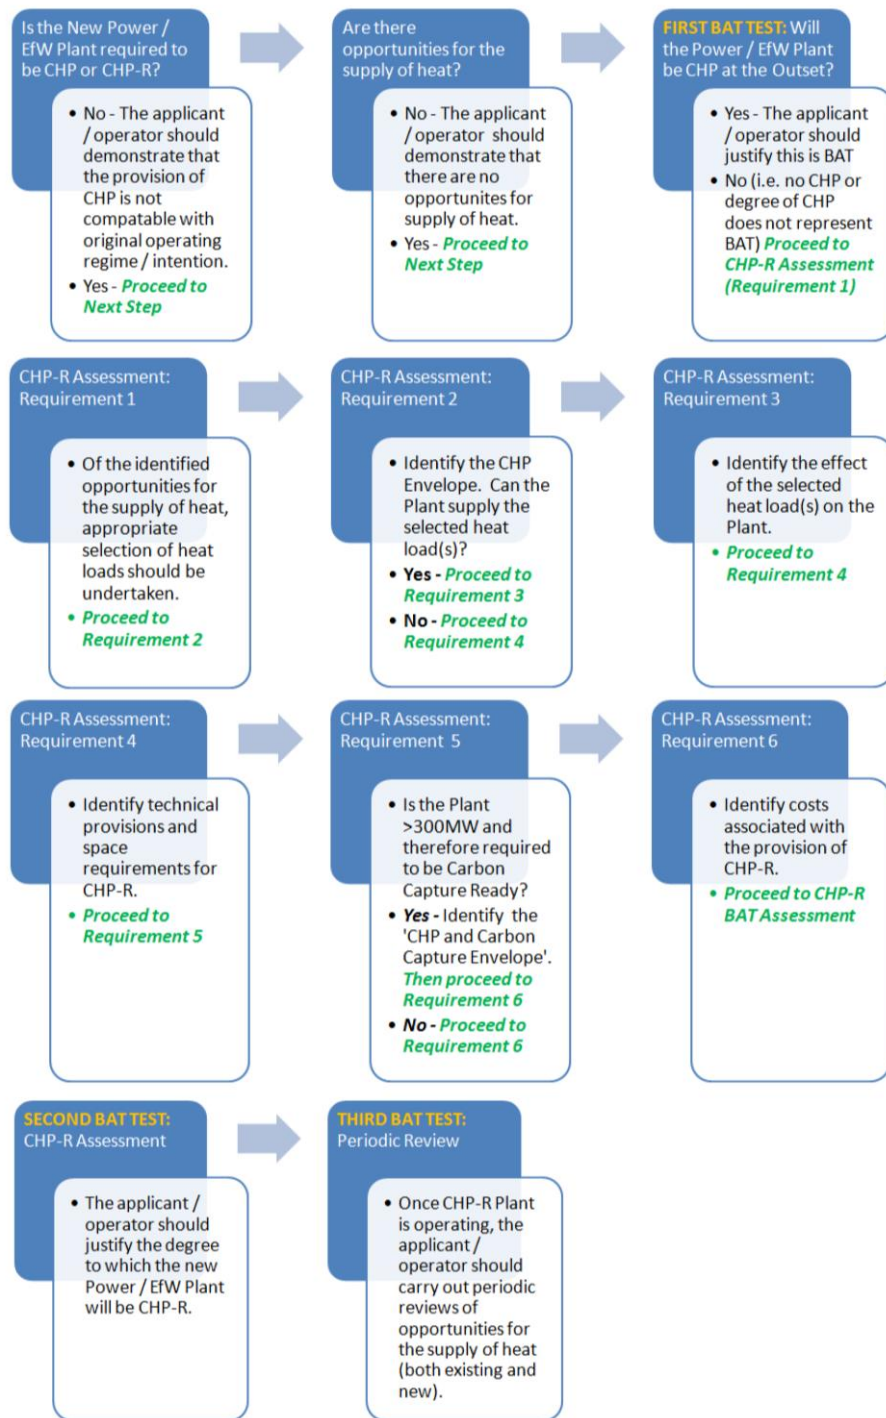 Is the New Power /
EfW Plant required to
be CHP or CHP-R?
• No - The applicant
/ operator should
demonstrate that
the provision of
CHP is not
compatable with
original operating
regime / intention.
• Yes - Proceed to
Next Step
Are there
opportunities for the
supply of heat?
• No - The applicant
/ operator should
demonstrate that
there are no
opportunites for
supply of heat.
• Yes - Proceed to
Next Step
FIRST BAT TEST: Will
the Power / EfW Plant
be CHP at the Outset?
• Yes - The applicant
/ operator should
justify this is BAT
• No (i.e. no CHP or
degree of CHP
does not represent
BAT) Proceed to
CHP-R Assessment
(Requirement 1)
CHP-R Assessment:
Requirement 1
• Of the identified
opportunities for
the supply of heat,
appropriate
selection of heat
loads should be
undertaken.
• Proceed to
Requirement 2
CHP-R Assessment:
Requirement 2
• Identify the CHP
Envelope. Can the
Plant supply the
selected heat
load(s)?
• Yes - Proceed to
Requirement 3
• No - Proceed to
Requirement 4
CHP-R Assessment:
Requirement 3
• Identify the effect
of the selected
heat load(s) on the
Plant.
• Proceed to
Requirement 4
CHP-R Assessment:
Requirement 4
• Identify technical
provisions and
space
requirements for
CHP-R.
• Proceed to
Requirement 5
CHP-R Assessment:
Requirement 5
• Is the Plant
>300MW and
therefore required
to be Carbon
Capture Ready?
• Yes - Identify the
'CHP and Carbon
Capture Envelope'.
Then proceed to
Requirement 6
• No - Proceed to
Requirement 6
CHP-R Assessment:
Requirement 6
• Identify costs
associated with
the provision of
CHP-R.
• Proceed to CHP-R
BAT Assessment
SECOND BAT TEST:
CHP-R Assessment
• The applicant /
operator should
justify the degree
to which the new
Power / EfW Plant
will be CHP-R.
THIRD BAT TEST:
Periodic Review
• Once CHP-R Plant
is operating, the
applicant /
operator should
carry out periodic
reviews of
opportunities for
the supply of heat
(both existing and
new).